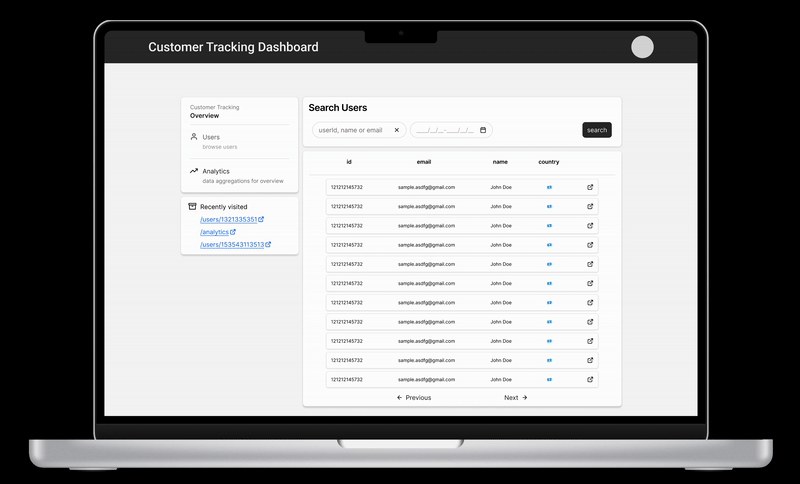 Customer Tracking Dashboard
Customer Tracking
Overview
Users
browse users
Analytics
data aggregations for overview
Recently visited
/users/1321335351
/analytics
/users/153543113513
Search Users
userId, name or email
____/__/__-____/__/__
search
id email name country
121212145732 sample.asdfg@gmail.com John Doe
121212145732 sample.asdfg@gmail.com John Doe
121212145732 sample.asdfg@gmail.com John Doe
121212145732 sample.asdfg@gmail.com John Doe
121212145732 sample.asdfg@gmail.com John Doe
121212145732 sample.asdfg@gmail.com John Doe
121212145732 sample.asdfg@gmail.com John Doe
121212145732 sample.asdfg@gmail.com John Doe
121212145732 sample.asdfg@gmail.com John Doe
121212145732 sample.asdfg@gmail.com John Doe
121212145732 sample.asdfg@gmail.com John Doe
Previous Next